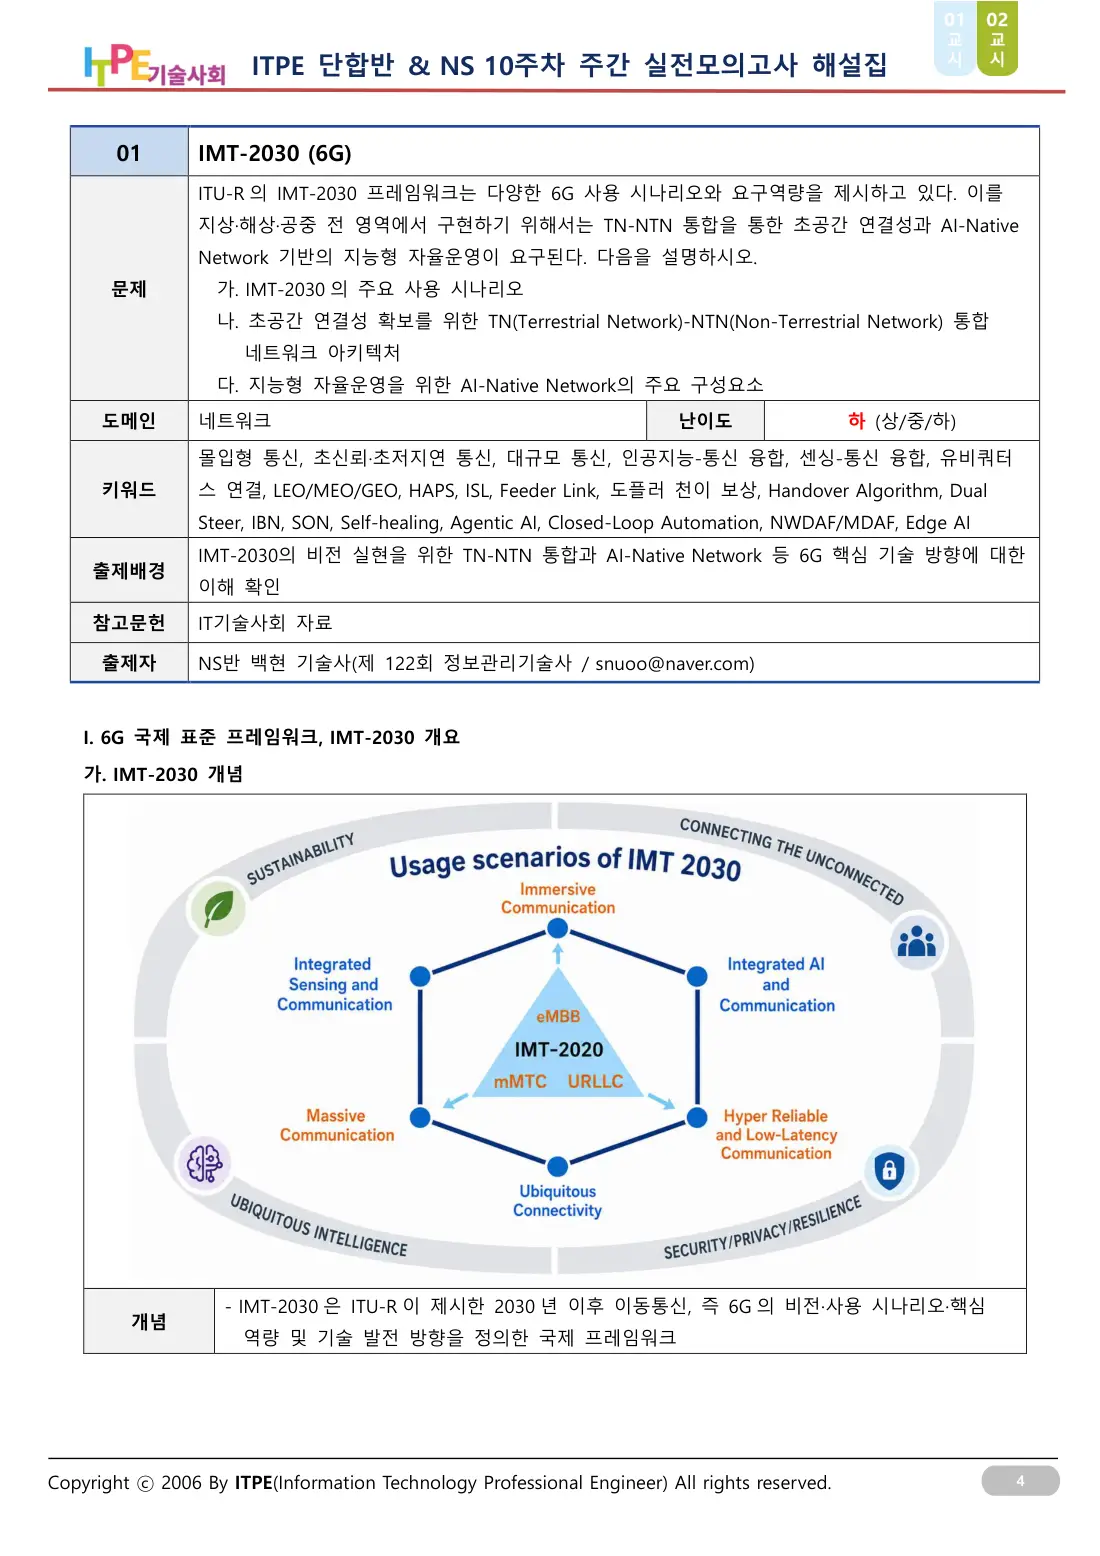 01
교
시
02
교
시
ITPE기술사회
ITPE 단합반 & NS 10주차 주간 실전모의고사 해설집
01
IMT-2030 (6G)
문제
ITU-R 의 IMT-2030 프레임워크는 다양한 6G 사용 시나리오와 요구역량을 제시하고 있다. 이를
지상·해상·공중 전 영역에서 구현하기 위해서는 TN-NTN 통합을 통한 초공간 연결성과 AI-Native
Network 기반의 지능형 자율운영이 요구된다. 다음을 설명하시오.
가. IMT-2030 의 주요 사용 시나리오
나. 초공간 연결성 확보를 위한 TN(Terrestrial Network)-NTN(Non-Terrestrial Network) 통합
네트워크 아키텍처
다. 지능형 자율운영을 위한 AI-Native Network의 주요 구성요소
도메인
네트워크
난이도
하 (상/중/하)
키워드
몰입형 통신, 초신뢰·초저지연 통신, 대규모 통신, 인공지능-통신 융합, 센싱-통신 융합, 유비쿼터
스 연결, LEO/MEO/GEO, HAPS, ISL, Feeder Link, 도플러 천이 보상, Handover Algorithm, Dual
Steer, IBN, SON, Self-healing, Agentic AI, Closed-Loop Automation, NWDAF/MDAF, Edge AI
출제배경
IMT-2030의 비전 실현을 위한 TN-NTN 통합과 AI-Native Network 등 6G 핵심 기술 방향에 대한
이해 확인
참고문헌
IT기술사회 자료
출제자
NS반 백현 기술사(제 122회 정보관리기술사 / snuoo@naver.com)
I. 6G 국제 표준 프레임워크, IMT-2030 개요
가. IMT-2030 개념
SUSTAINABILITY
CONNECTING THE UNCONNECTED
Usage scenarios of IMT 2030
Immersive
Communication
Integrated
Sensing and
Communication
Integrated AI
and
Communication
eMBB
IMT-2020
mMTC URLLC
Massive
Communication
Hyper Reliable
and Low-Latency
Communication
Ubiquitous
Connectivity
UBIQUITOUS INTELLIGENCE
SECURITY/PRIVACY/RESILIENCE
개념
- IMT-2030 은 ITU-R 이 제시한 2030 년 이후 이동통신, 즉 6G 의 비전·사용 시나리오·핵심
역량 및 기술 발전 방향을 정의한 국제 프레임워크
Copyright ⓒ 2006 By ITPE(Information Technology Professional Engineer) All rights reserved.
4